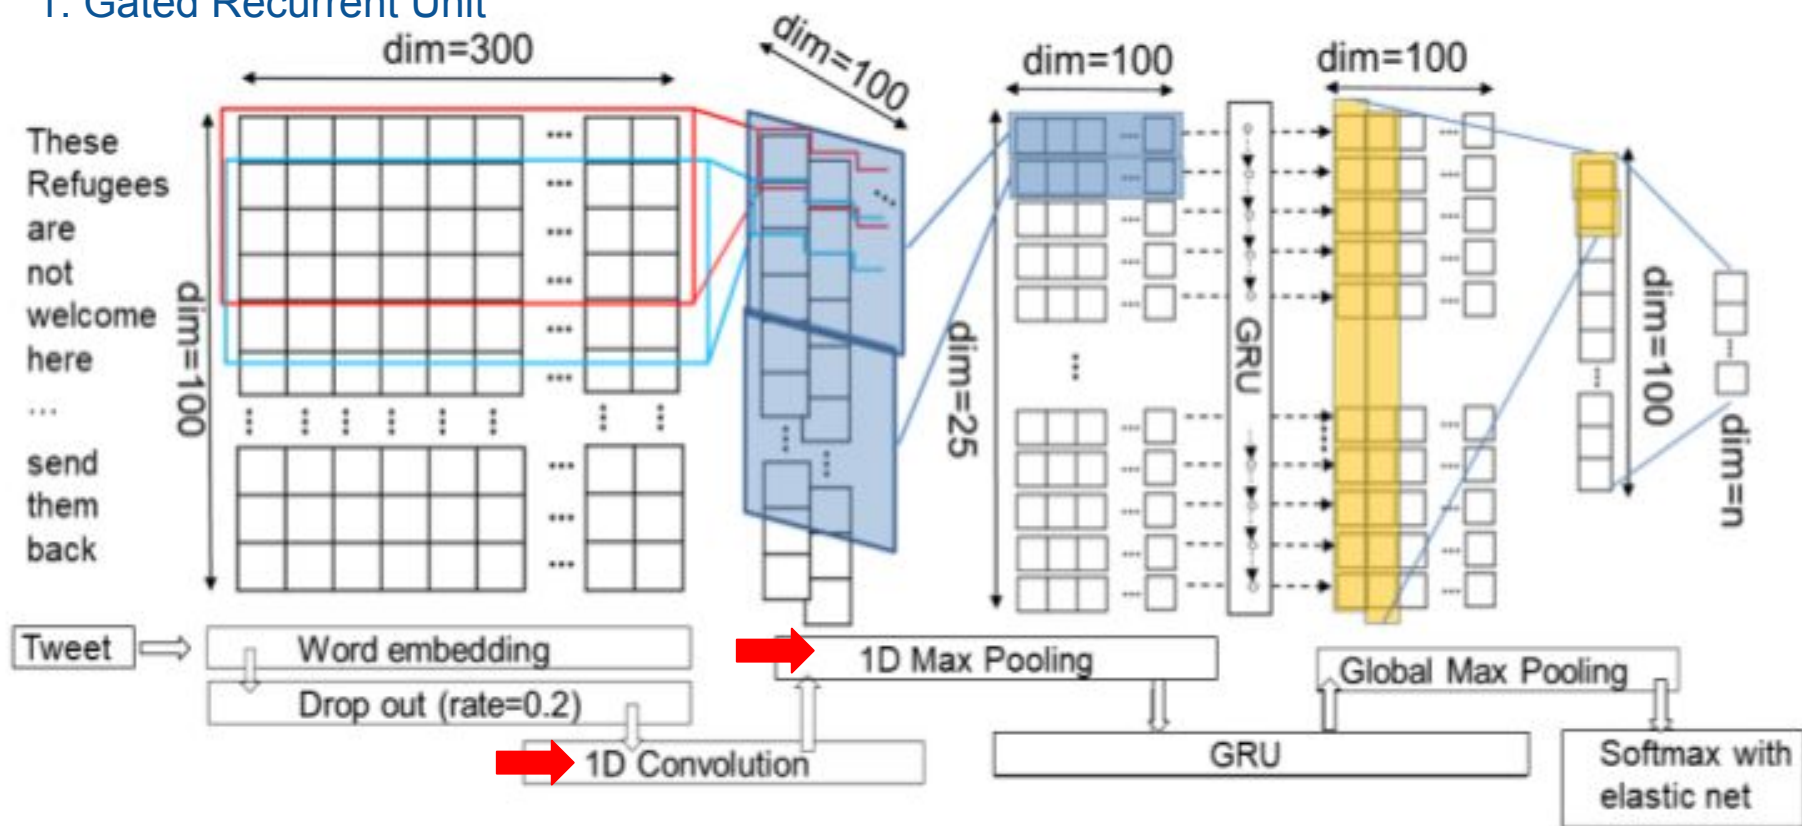 1. Gated Recurrent Unit
dim=300
dim=100
dim=100
dim=100
These
Refugees
are
not
welcome
here
...
send
them
back
dim=100
dim=25
GRU
dim=100
dim=n
Tweet
Word embedding
Drop out (rate=0.2)
1D Convolution
1D Max Pooling
GRU
Global Max Pooling
Softmax with
elastic net